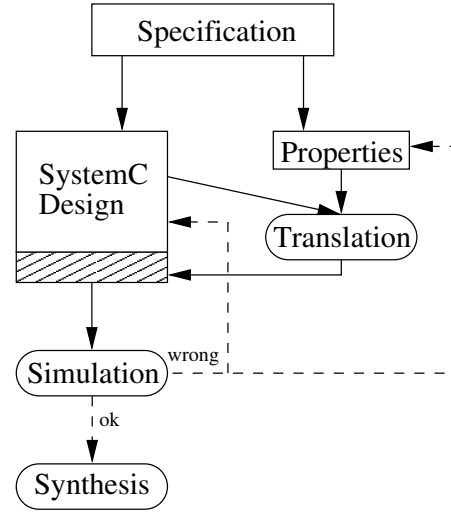 Specification
Properties
SystemC
Design
Translation
wrong
Simulation
ok
Synthesis